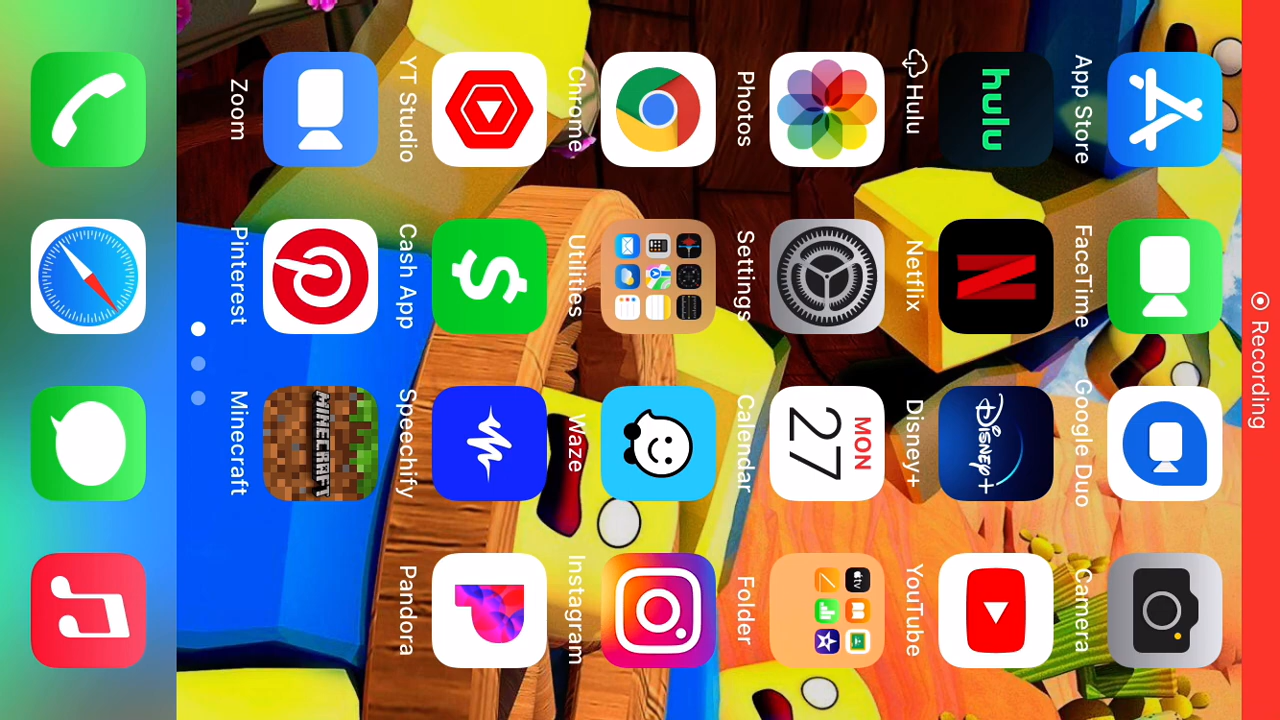 Recording
App Store
FaceTime
Google Duo
Camera
hulu
N
Disney+
Hulu
Netflix
Disney+
YouTube
MON
27
Photos
Settings
Calendar
Folder
Chrome
Utilities
Waze
Instagram
$
YT Studio
Cash App
Speechify
Pandora
MINECRAFT
Zoom
Pinterest
Minecraft